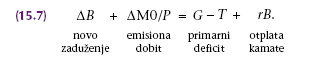 (15.7) ΔB + ΔM0/P = G – T + rB.
novo emisiona primarni otplata
zaduženje dobit deficit kamate